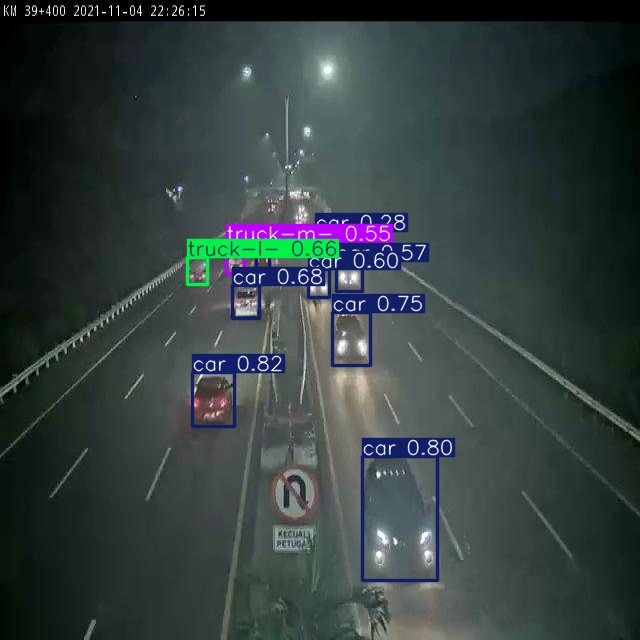 KM 39+400 2021-11-04 22:26:15
car 0.28
truck-m- 0.55
truck-l- 0.66
0.57
car 0.60
car 0.68
car 0.75
car 0.82
car 0.80
KECUALI
PETUGAS